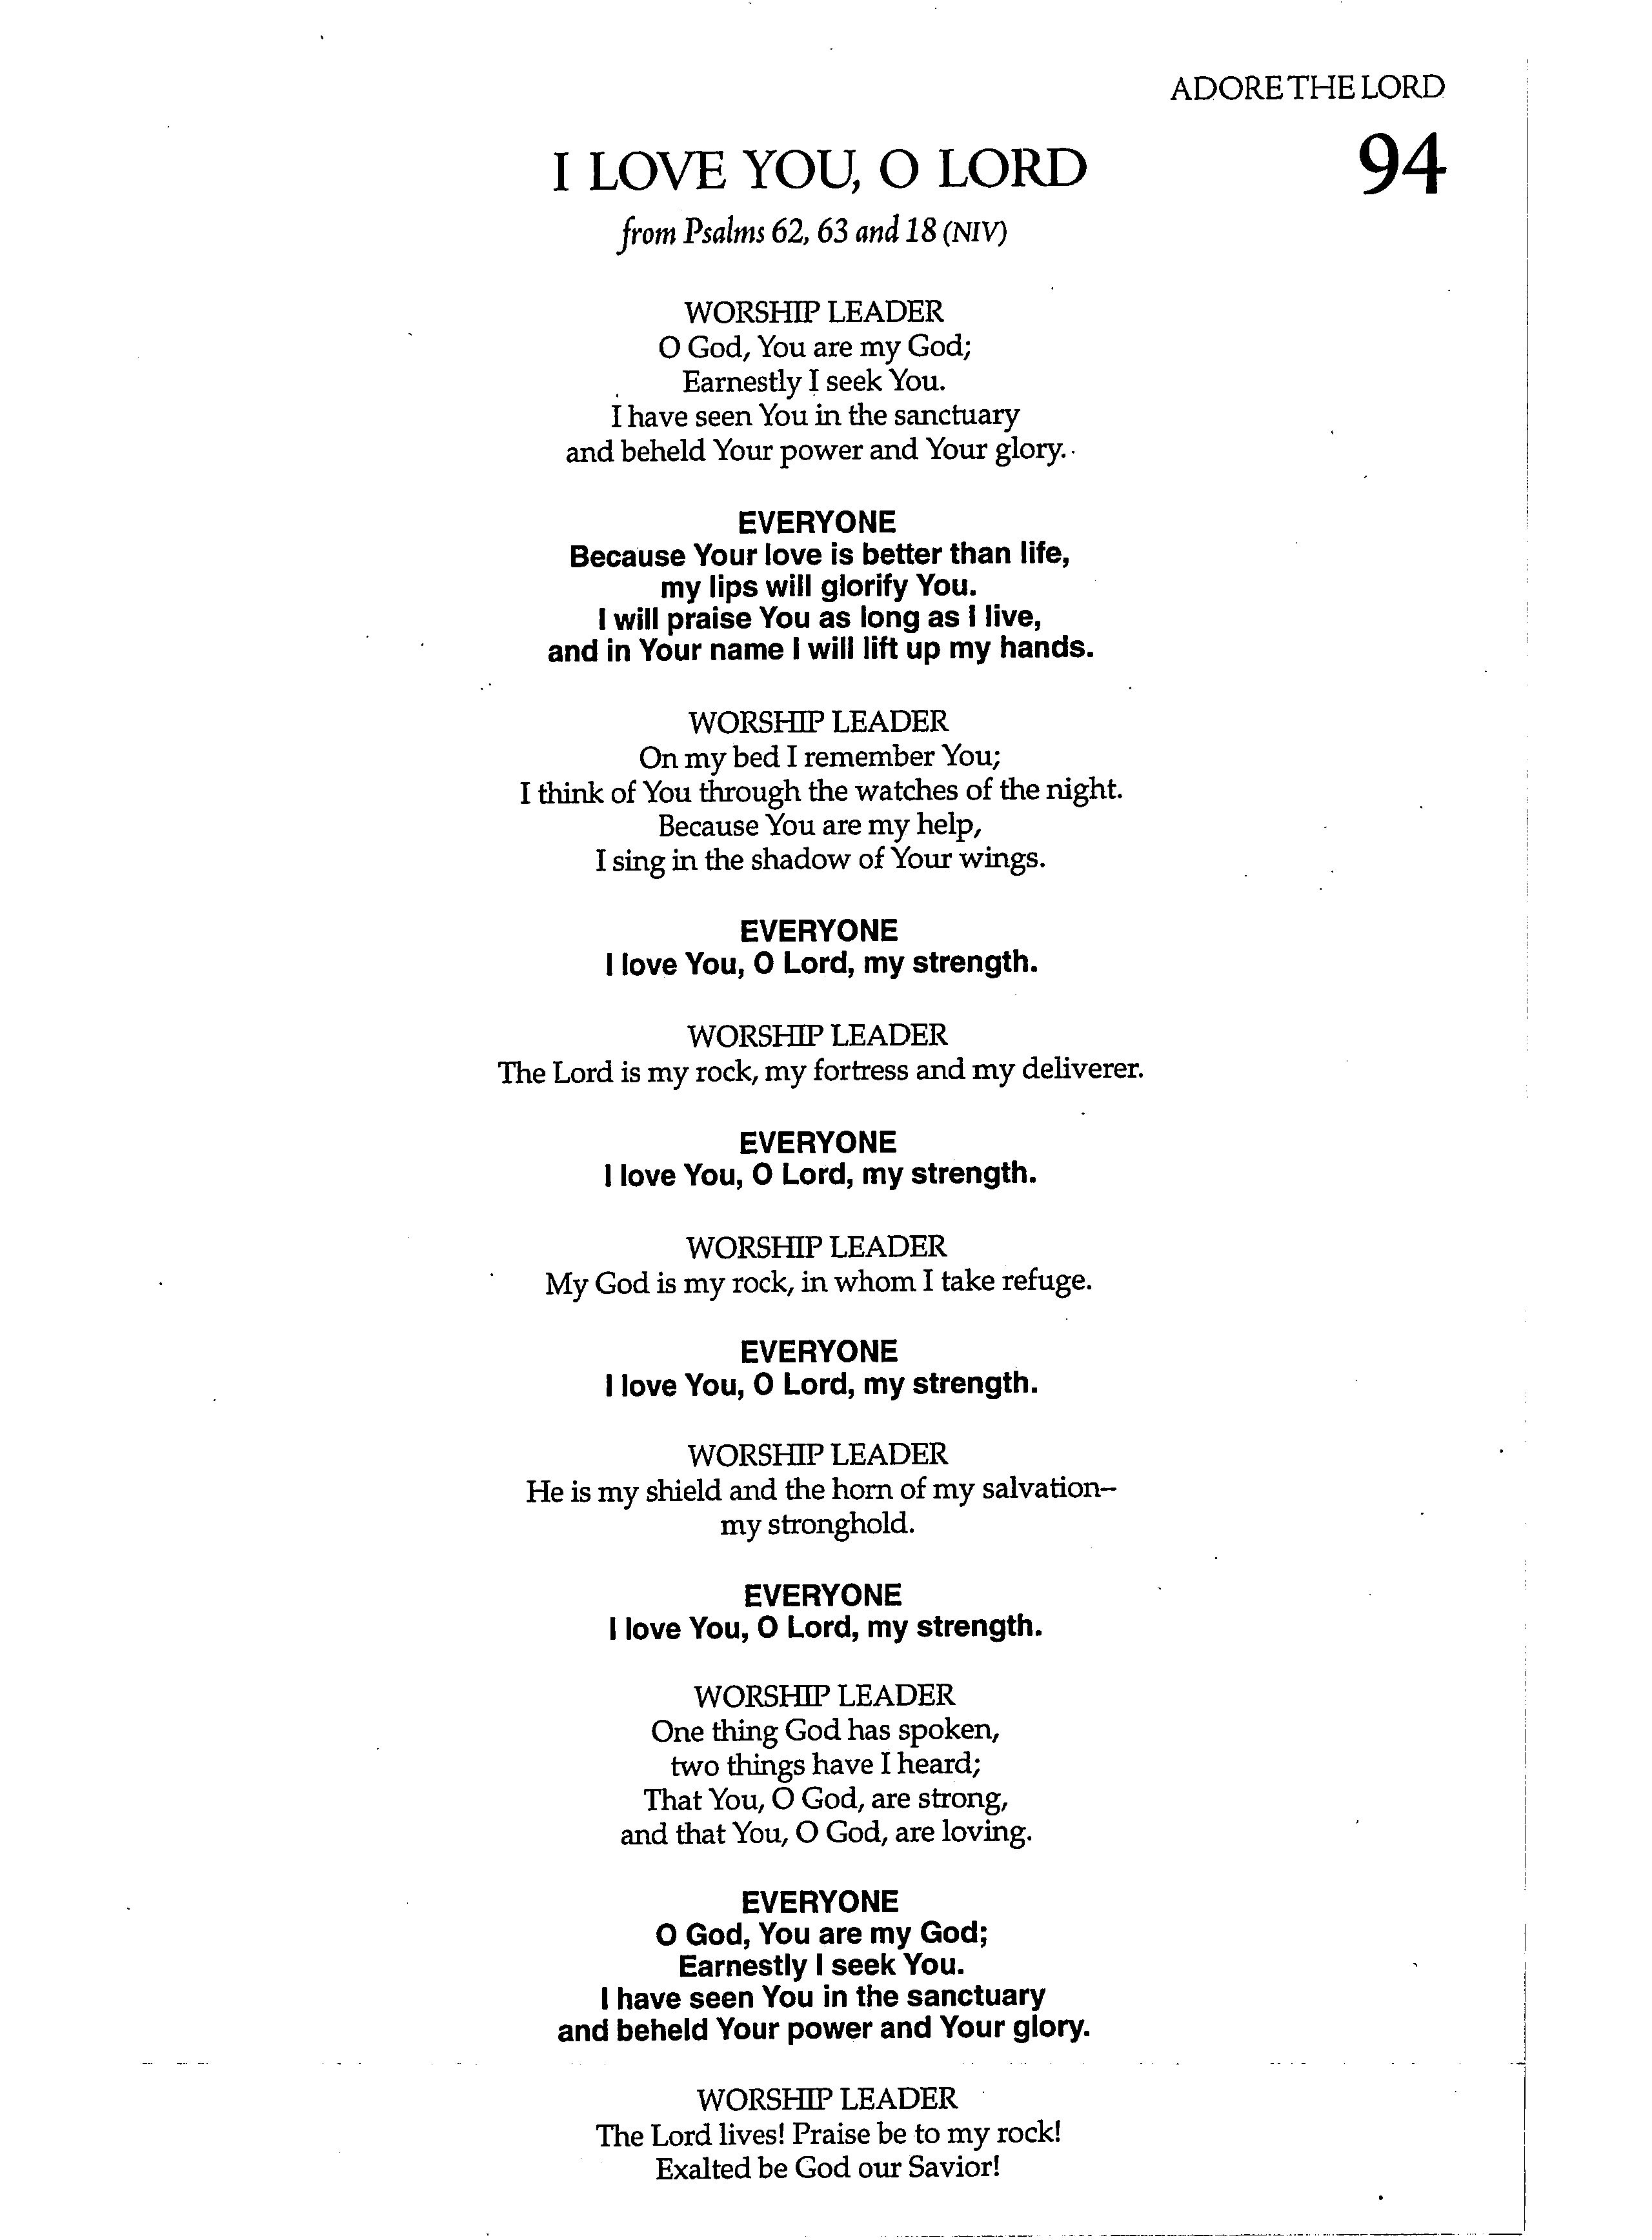 ADORE THE LORD
94
I LOVE YOU, O LORD
from Psalms 62, 63 and 18 (NIV)
WORSHIP LEADER
O God, You are my God;
Earnestly I seek You.
I have seen You in the sanctuary
and beheld Your power and Your glory.
EVERYONE
Because Your love is better than life,
my lips will glorify You.
I will praise You as long as I live,
and in Your name I will lift up my hands.
WORSHIP LEADER
On my bed I remember You;
I think of You through the watches of the night.
Because You are my help,
I sing in the shadow of Your wings.
EVERYONE
I love You, O Lord, my strength.
WORSHIP LEADER
The Lord is my rock, my fortress and my deliverer.
EVERYONE
I love You, O Lord, my strength.
WORSHIP LEADER
My God is my rock, in whom I take refuge.
EVERYONE
I love You, O Lord, my strength.
WORSHIP LEADER
He is my shield and the horn of my salvation–
my stronghold.
EVERYONE
I love You, O Lord, my strength.
WORSHIP LEADER
One thing God has spoken,
two things have I heard;
That You, O God, are strong,
and that You, O God, are loving.
EVERYONE
O God, You are my God;
Earnestly I seek You.
I have seen You in the sanctuary
and beheld Your power and Your glory.
WORSHIP LEADER
The Lord lives! Praise be to my rock!
Exalted be God our Savior!